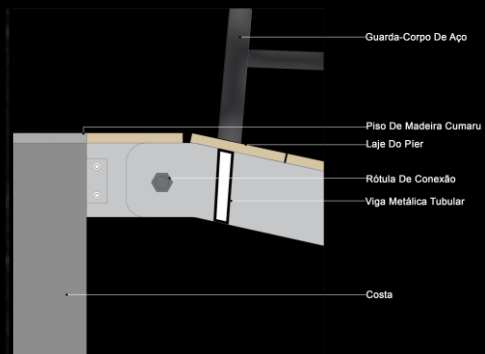 Guarda-Corpo De Aço
Piso De Madeira Cumaru
Laje Do Píer
Rótula De Conexão
Viga Metálica Tubular
Costa